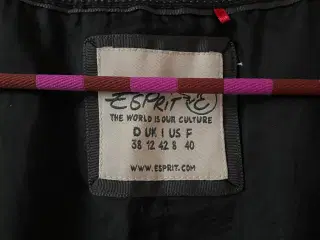 ESPRIT
THE WORLD IS OUR CULTURE
D UK I US F
38 12 42 8 40
WWW.ESPRIT.COM